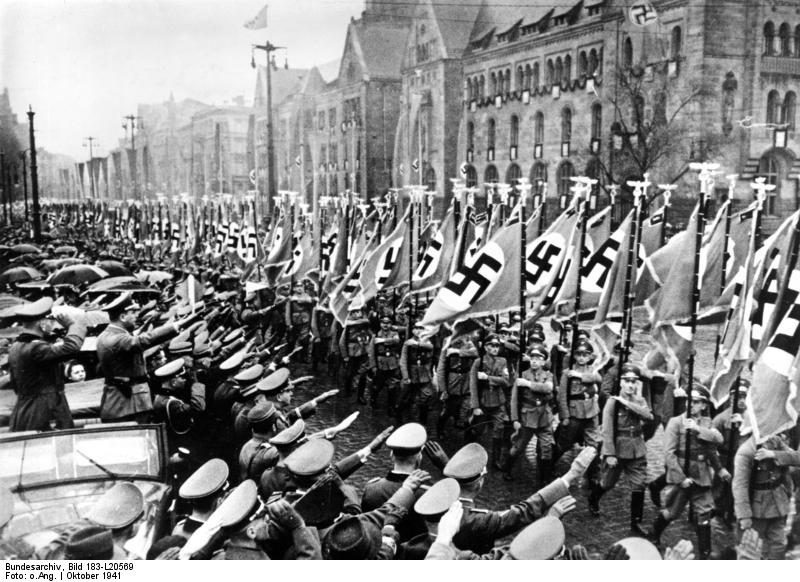 Bundesarchiv, Bild 183-L20569
Foto: o.Ang. | Oktober 1941